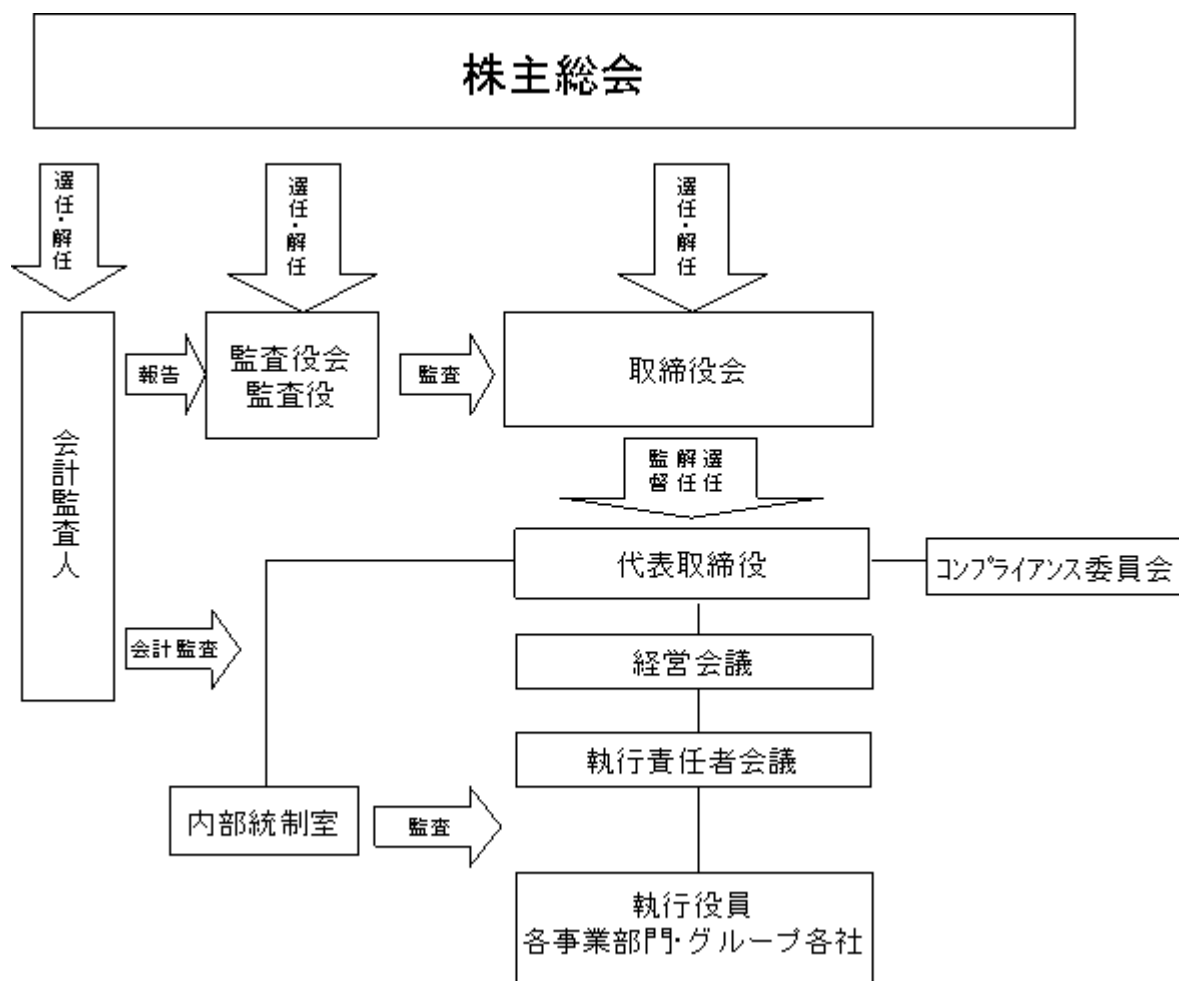 株主総会
選任・解任
選任・解任
選任・解任
会計監査人
報告
監査役会
監査役
監査
取締役会
選任
解任
監督
代表取締役
コンプライアンス委員会
会計監査
経営会議
執行責任者会議
内部統制室
監査
執行役員
各事業部門・グループ各社